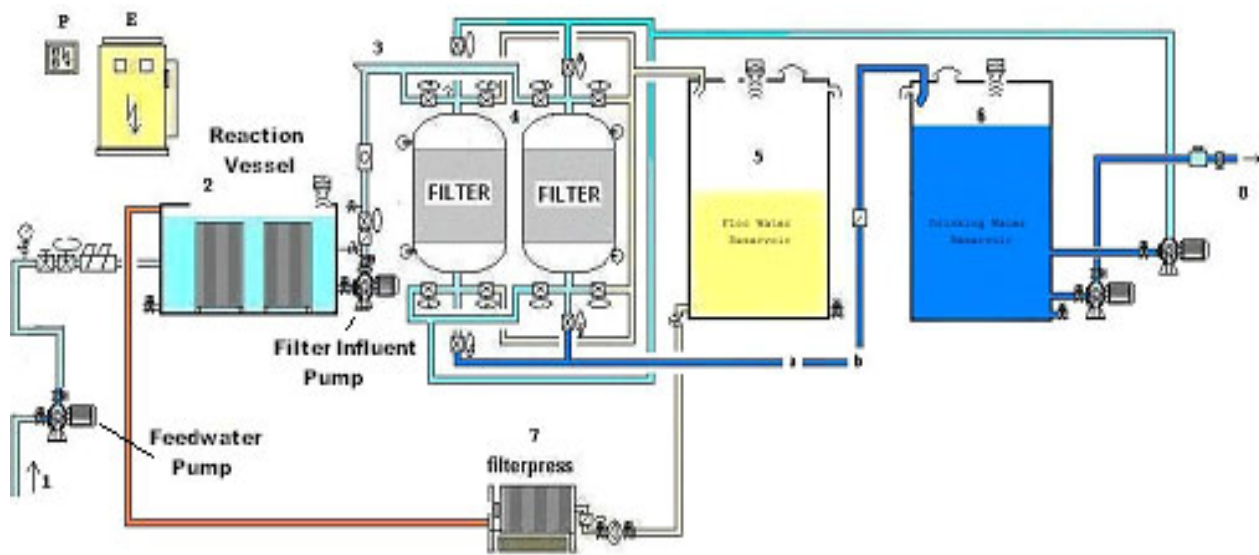 P
E
3
Reaction
Vessel
2
4
5
6
FILTER
FILTER
8
Floc Water
Reservoir
Drinking Water
Reservoir
Filter Influent
Pump
a
b
1
Feedwater
Pump
7
filterpress